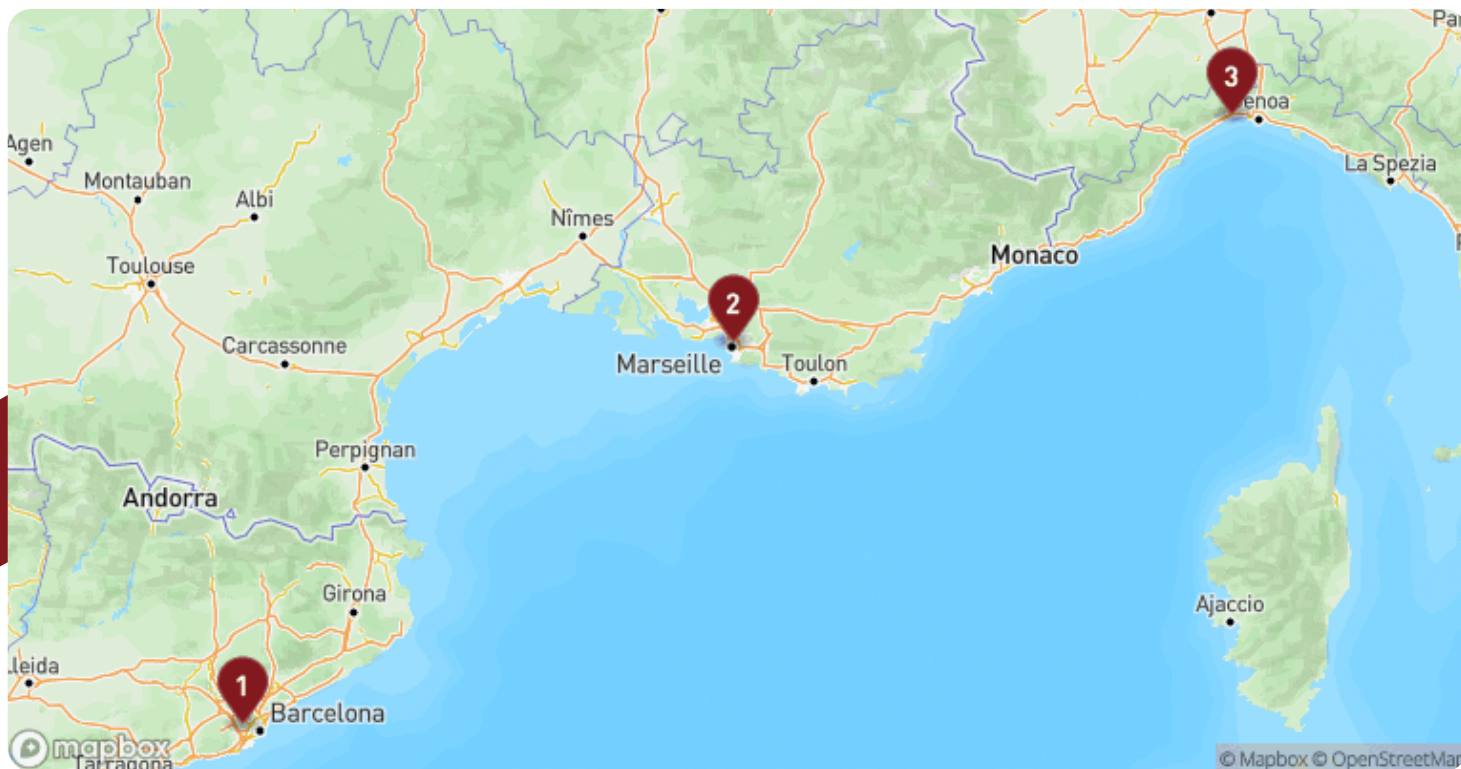 Pa
3
enoa
Agen
La Spezia
Montauban
Albi
Nîmes
Monaco
Toulouse
2
Carcassonne
Marseille
Toulon
Perpignan
Andorra
Girona
Ajaccio
Lleida
1
Barcelona
mapbox
Tarragona
© Mapbox © OpenStreetMap